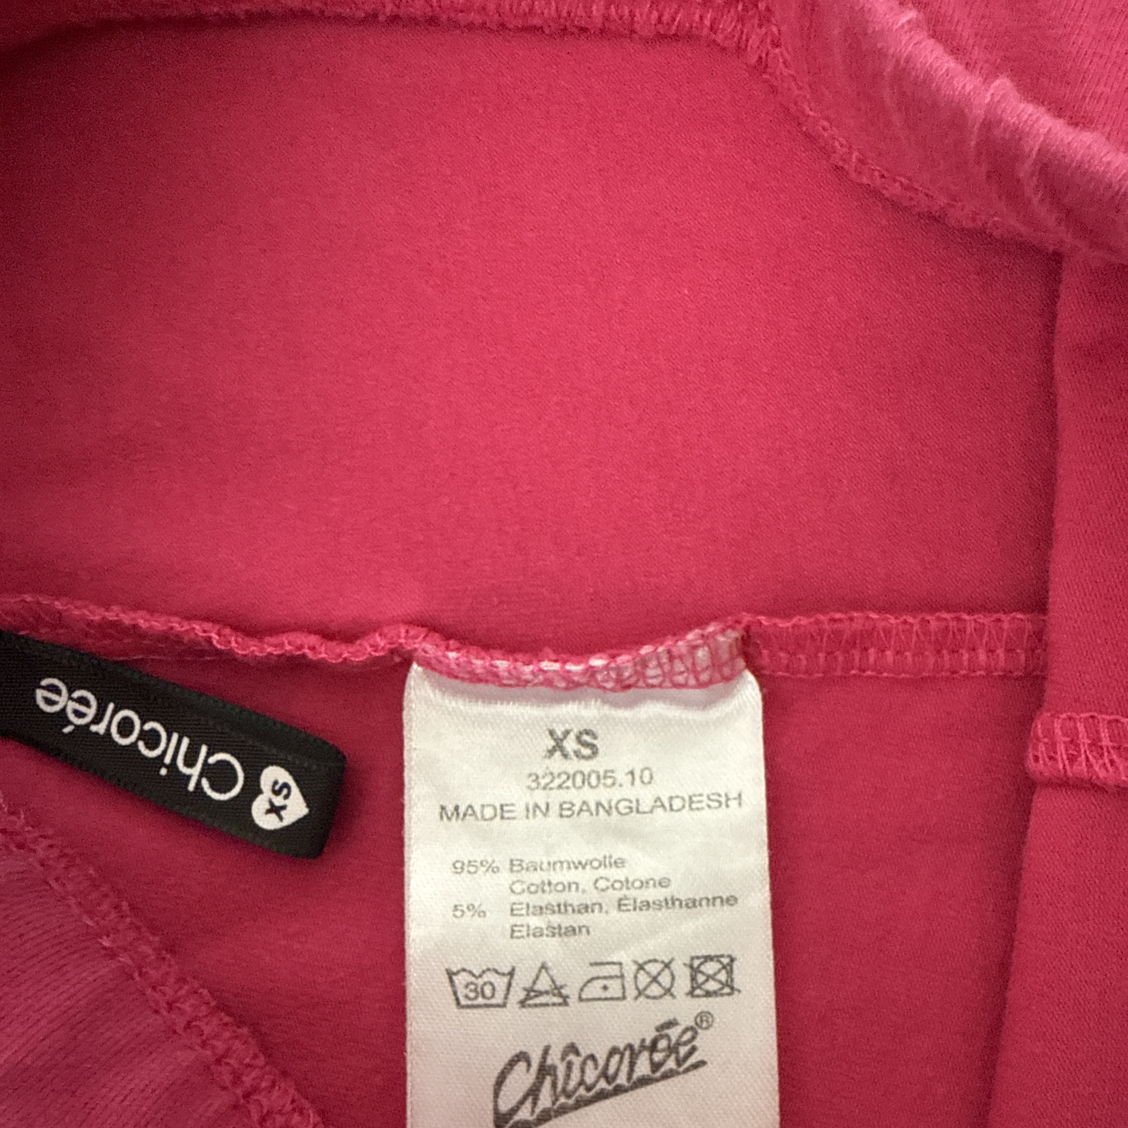 Chicorée
xs
XS
322005.10
MADE IN BANGLADESH
95% Baumwolle
Cotton, Cotone
5% Elasthan, Élasthanne
Elastan
30
Chicorée®